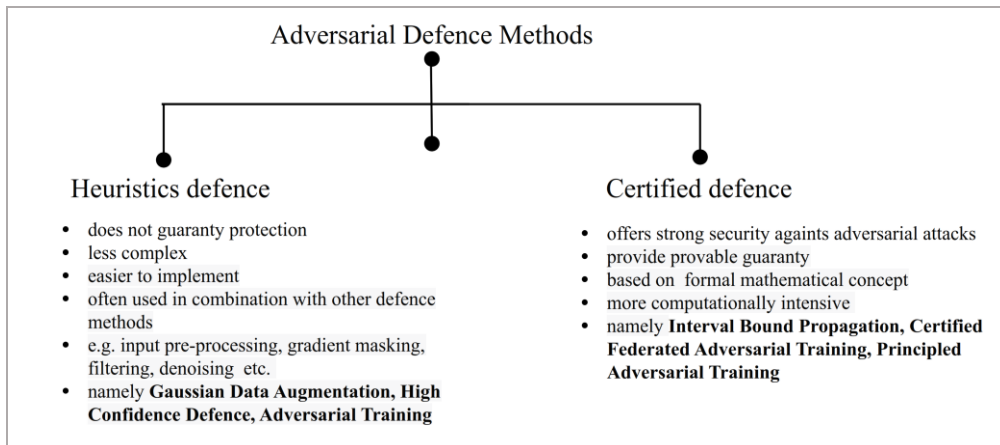 Adversarial Defence Methods
Heuristics defence
• does not guaranty protection
• less complex
• easier to implement
• often used in combination with other defence
methods
• e.g. input pre-processing, gradient masking,
filtering, denoising etc.
• namely Gaussian Data Augmentation, High
Confidence Defence, Adversarial Training
Certified defence
• offers strong security againts adversarial attacks
• provide provable guaranty
• based on formal mathematical concept
• more computationally intensive
• namely Interval Bound Propagation, Certified
Federated Adversarial Training, Principled
Adversarial Training